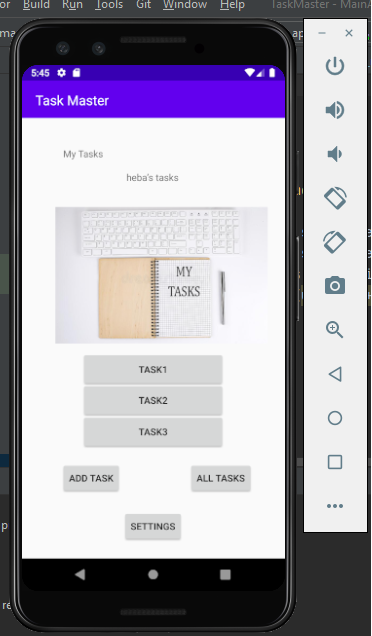 or Build Run Tools Git Window Help TaskMaster - MainA
5:45
Task Master
My Tasks
heba's tasks
MY
TASKS
TASK1
TASK2
TASK3
ADD TASK ALL TASKS
SETTINGS